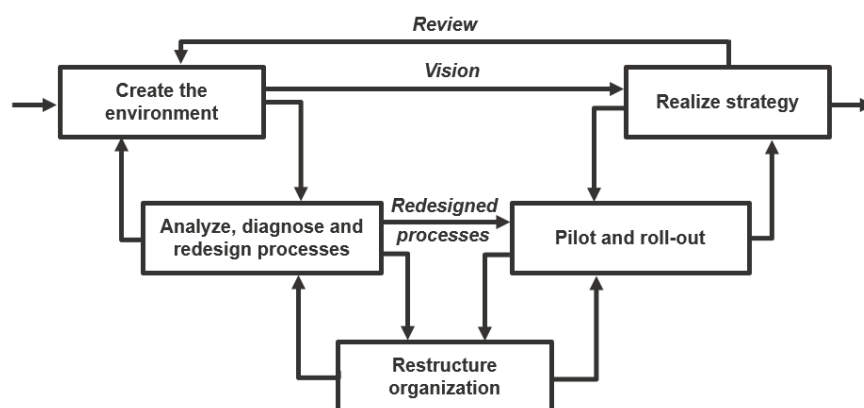 Review
Vision
Create the
environment
Realize strategy
Analyze, diagnose and
redesign processes
Redesigned
processes
Pilot and roll-out
Restructure
organization